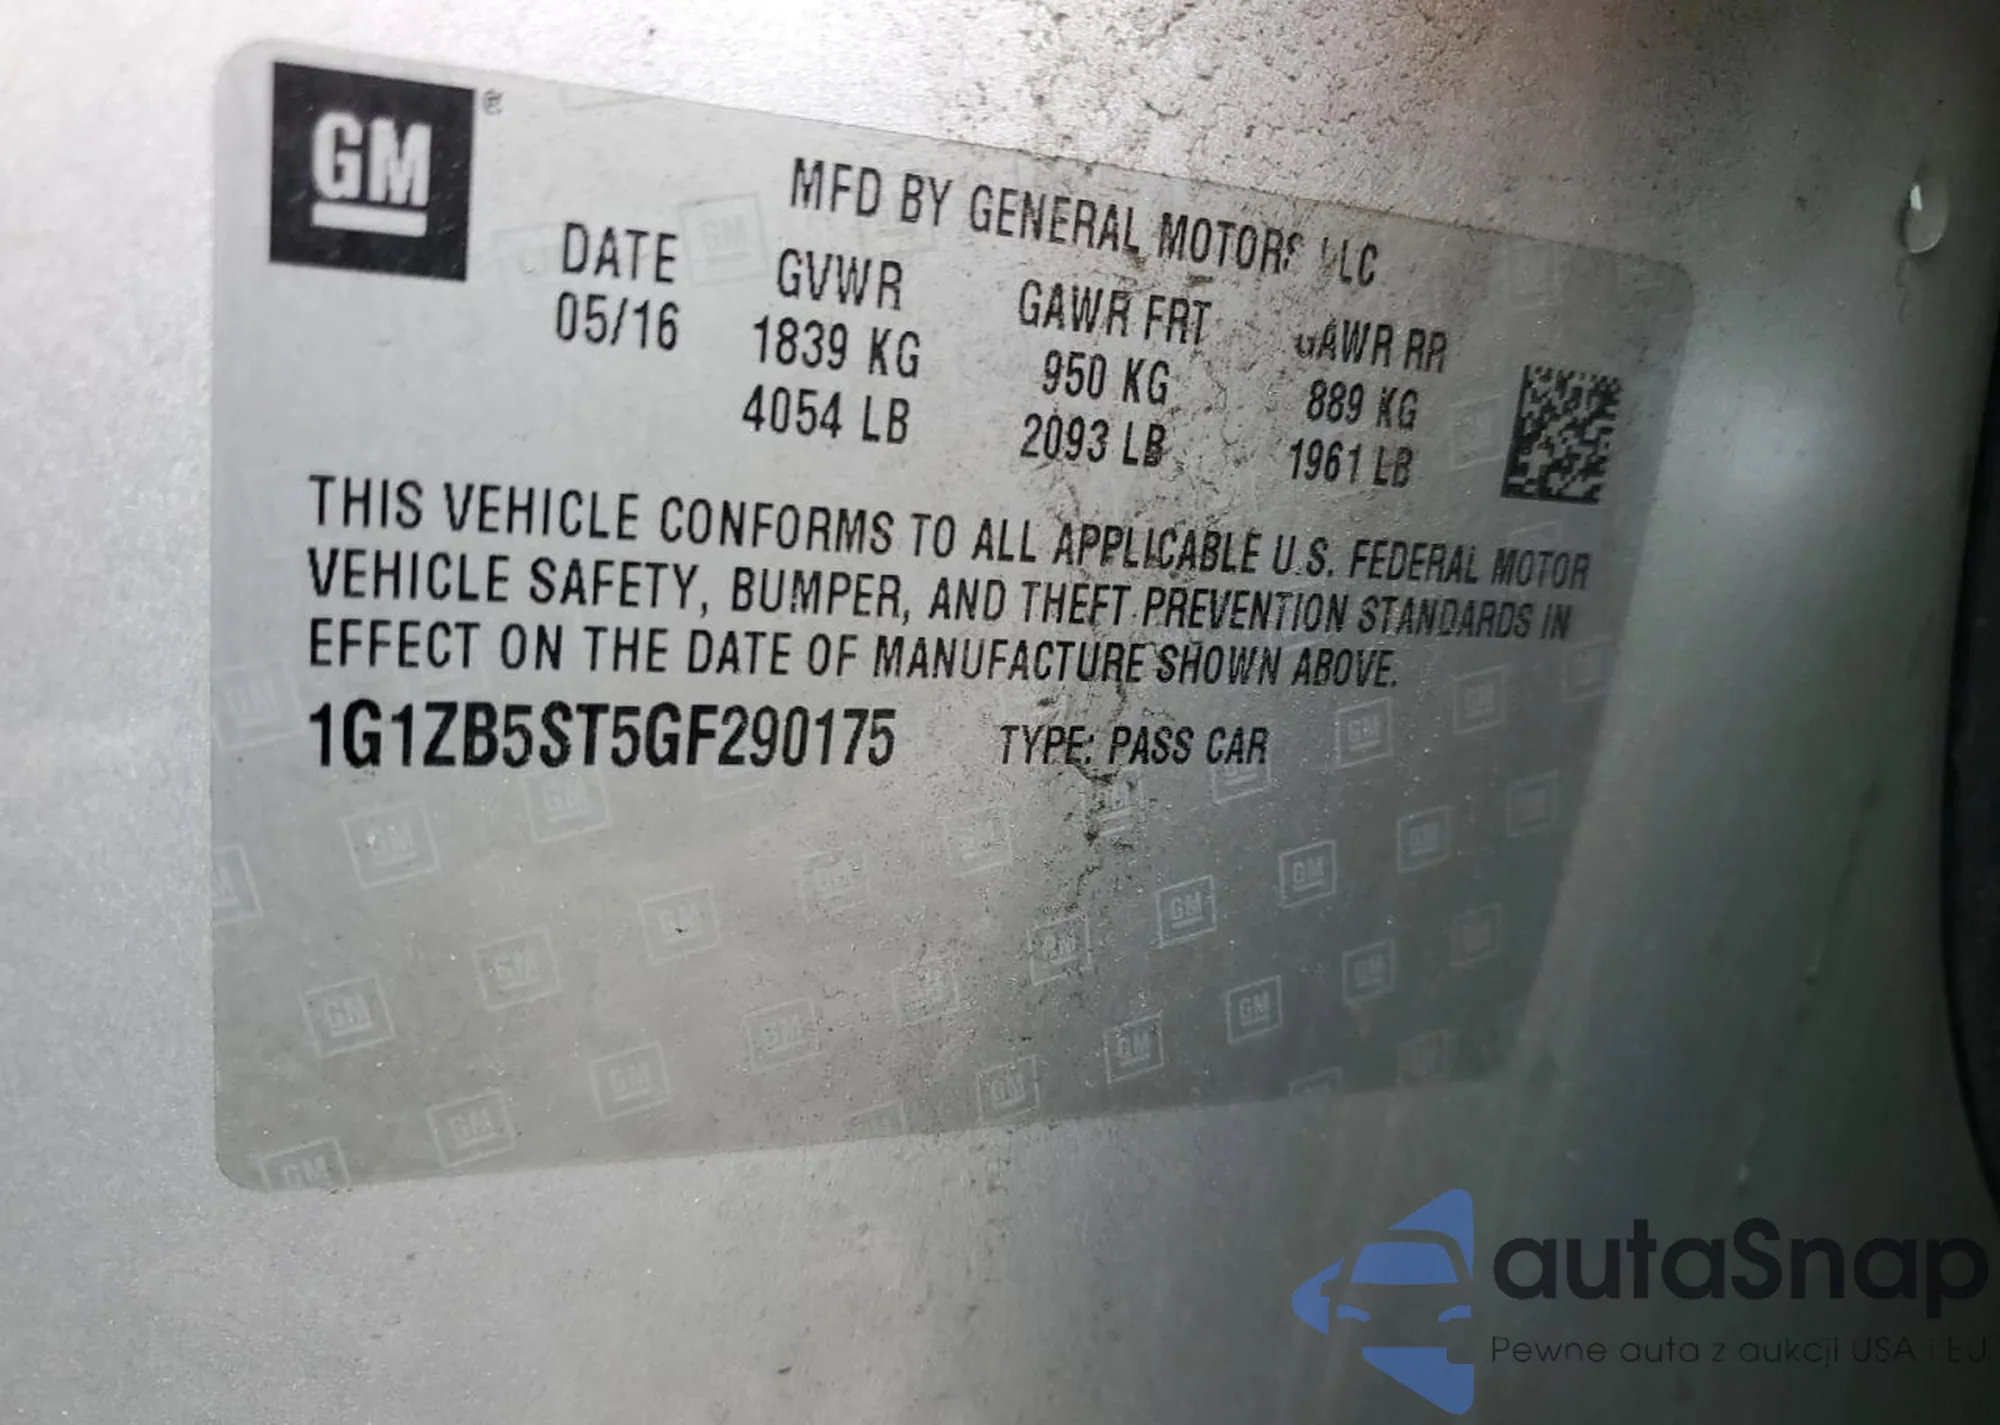 GM ®
MFD BY GENERAL MOTORS LLC
DATE GVWR GAWR FRT GAWR RR
05/16 1839 KG 950 KG 889 KG
4054 LB 2093 LB 1961 LB
THIS VEHICLE CONFORMS TO ALL APPLICABLE U.S. FEDERAL MOTOR
VEHICLE SAFETY, BUMPER, AND THEFT PREVENTION STANDARDS IN
EFFECT ON THE DATE OF MANUFACTURE SHOWN ABOVE.
1G1ZB5ST5GF290175 TYPE: PASS CAR
autaSnap
Pewne auta z aukcji USA i EU